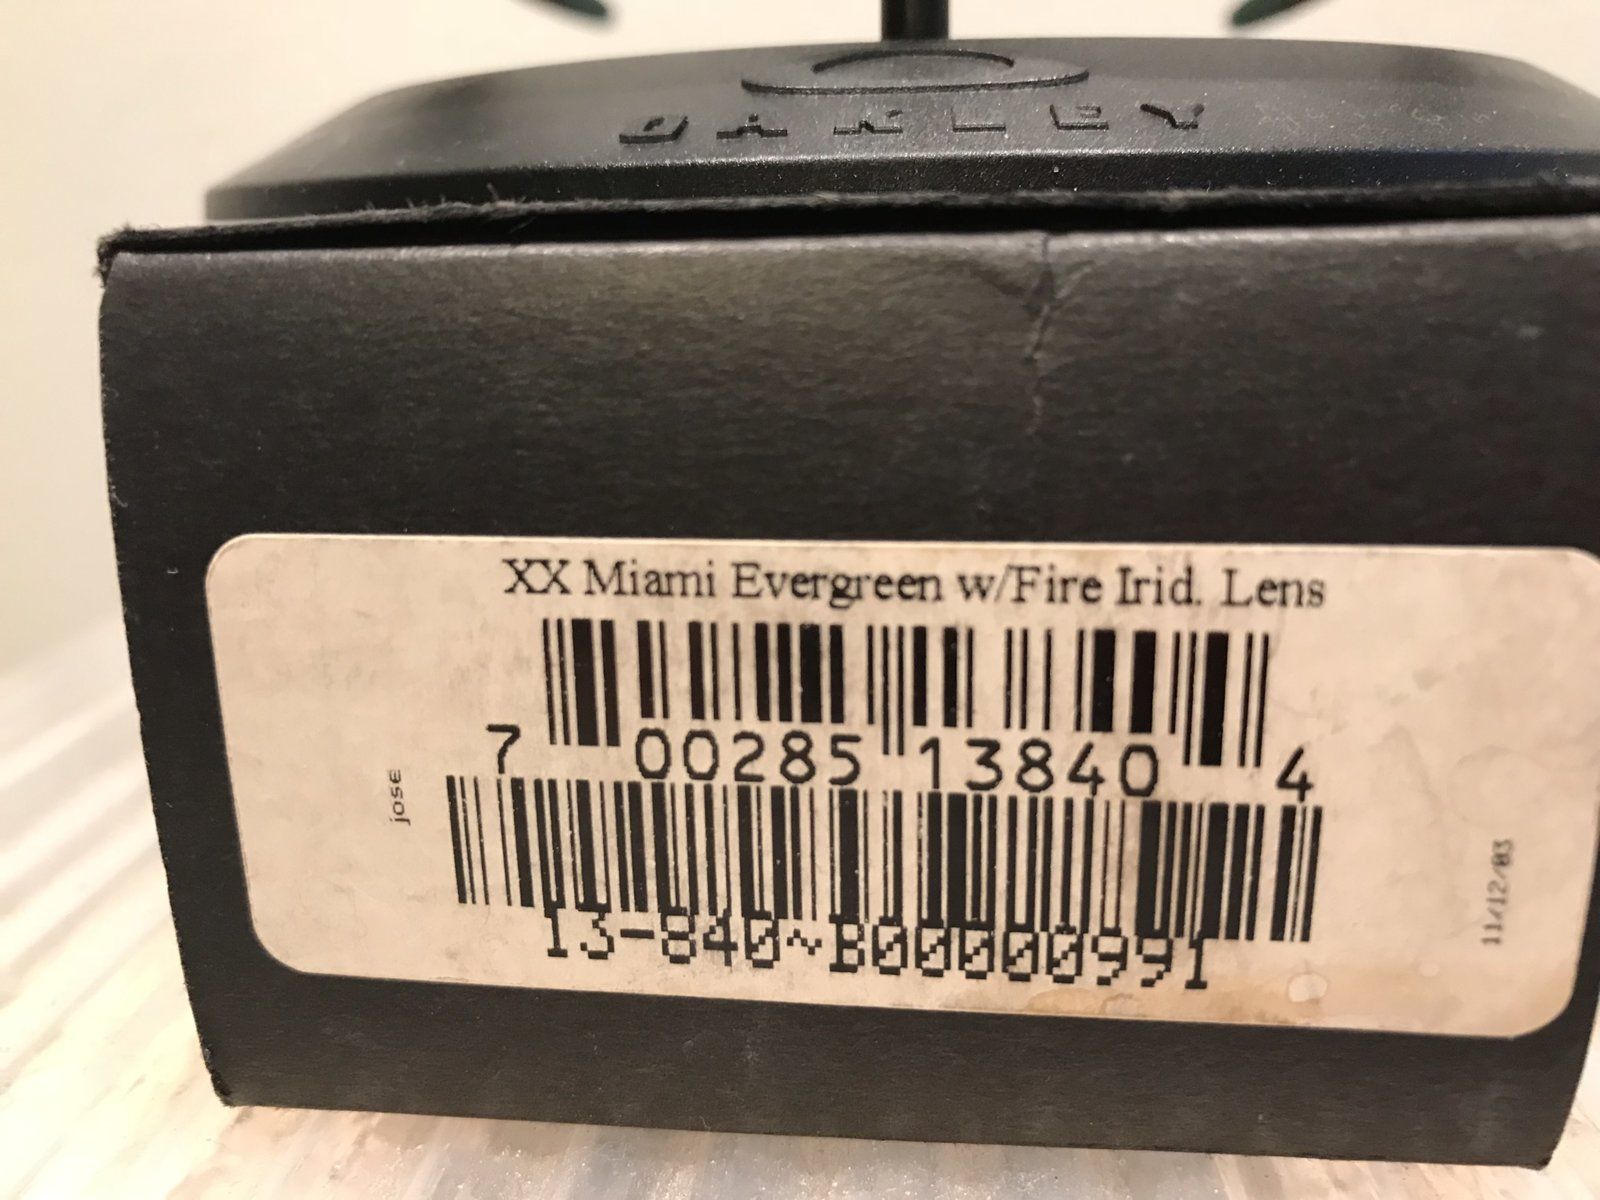 OAKLEY
XX Miami Evergreen w/Fire Irid. Lens
7 00285 13840 4
jose
13-840~B00000991
11/12/03